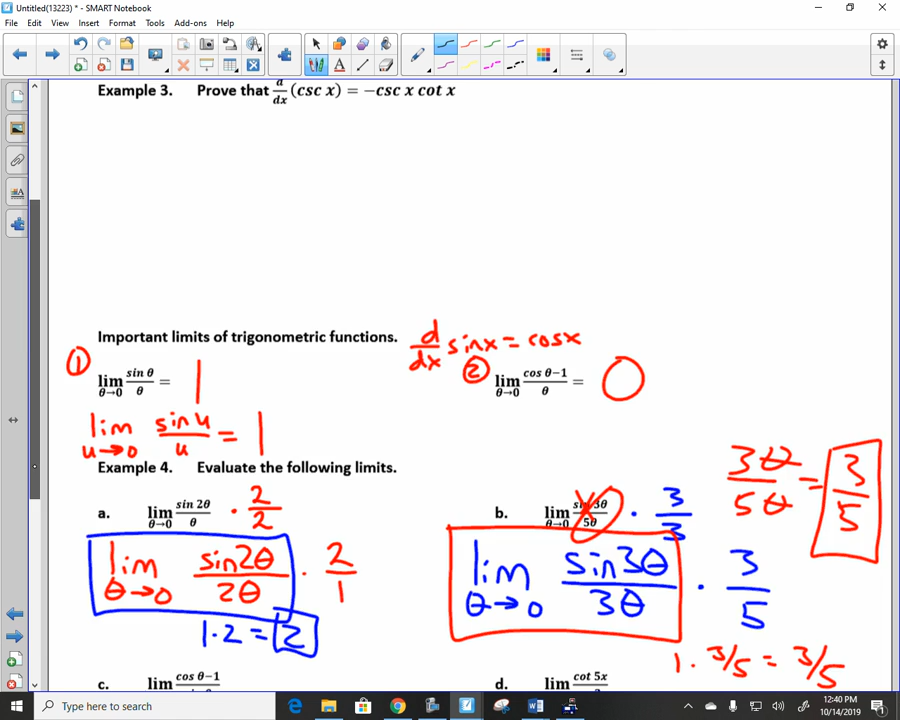 Untitled(13223) * - SMART Notebook
File Edit View Insert Format Tools Add-ons Help
Example 3. Prove that d/dx (csc x) = −csc x cot x
Important limits of trigonometric functions. d/dx sinx = cosx
① lim θ→0 sin θ/θ = 1
② lim θ→0 cos θ−1/θ = 0
lim u→0 sin u/u = 1
Example 4. Evaluate the following limits.
3θ/5θ = 3/5
a. lim θ→0 sin 2θ/θ · 2/2
b. lim θ→0 sin 3θ/5θ · 3/3
lim θ→0 sin2θ/2θ · 2/1
lim θ→0 sin3θ/3θ · 3/5
1·2 = 2
1 · 3/5 = 3/5
c. lim cos θ−1
d. lim cot 5x
Type here to search
12:40 PM
10/14/2019